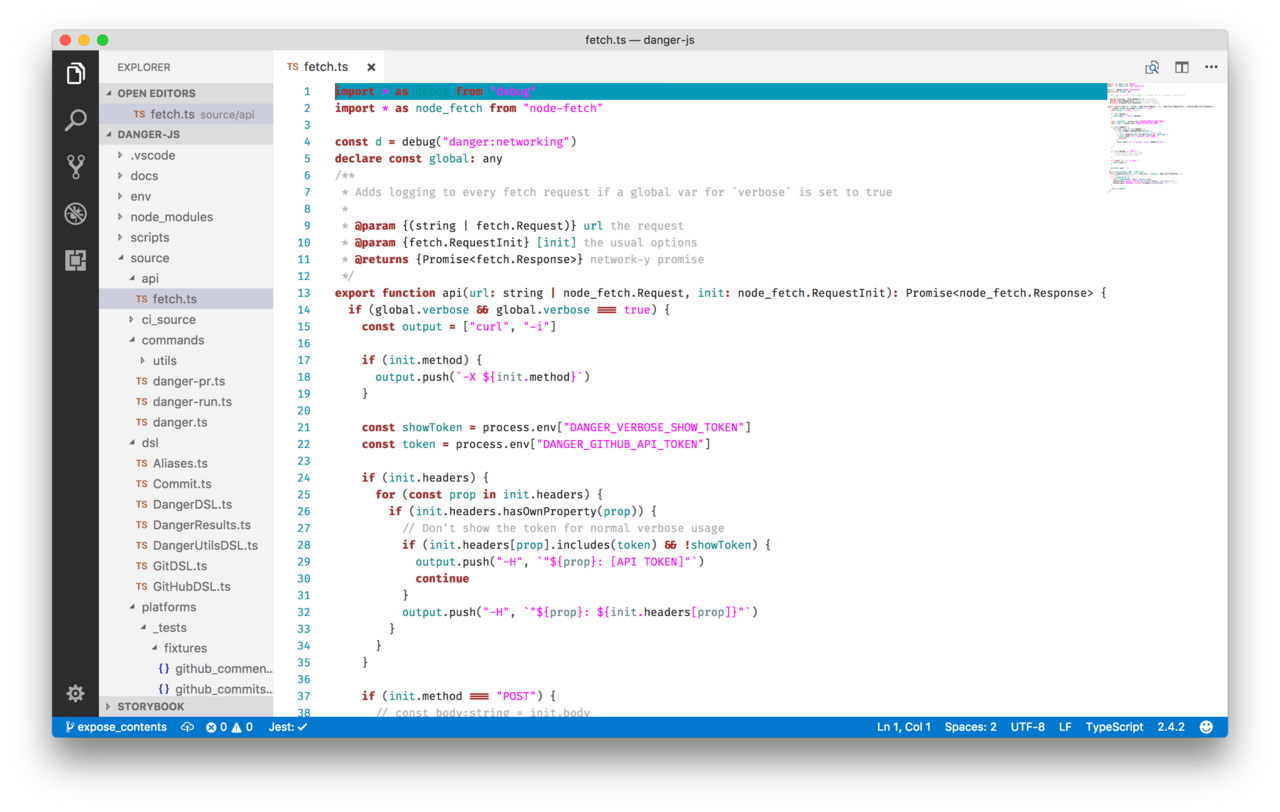 fetch.ts — danger-js
EXPLORER
OPEN EDITORS
TS fetch.ts source/api
DANGER-JS
.vscode
docs
env
node_modules
scripts
source
api
TS fetch.ts
ci_source
commands
utils
TS danger-pr.ts
TS danger-run.ts
TS danger.ts
dsl
TS Aliases.ts
TS Commit.ts
TS DangerDSL.ts
TS DangerResults.ts
TS DangerUtilsDSL.ts
TS GitDSL.ts
TS GitHubDSL.ts
platforms
_tests
fixtures
{} github_commen...
{} github_commits...
STORYBOOK
TS fetch.ts ×
1 import * as debug from "debug"
2 import * as node_fetch from "node-fetch"
3
4 const d = debug("danger:networking")
5 declare const global: any
6 /**
7  * Adds logging to every fetch request if a global var for `verbose` is set to true
8  *
9  * @param {(string | fetch.Request)} url the request
10  * @param {fetch.RequestInit} [init] the usual options
11  * @returns {Promise<fetch.Response>} network-y promise
12  */
13 export function api(url: string | node_fetch.Request, init: node_fetch.RequestInit): Promise<node_fetch.Response> {
14   if (global.verbose && global.verbose === true) {
15     const output = ["curl", "-i"]
16
17     if (init.method) {
18       output.push(`-X ${init.method}`)
19     }
20
21     const showToken = process.env["DANGER_VERBOSE_SHOW_TOKEN"]
22     const token = process.env["DANGER_GITHUB_API_TOKEN"]
23
24     if (init.headers) {
25       for (const prop in init.headers) {
26         if (init.headers.hasOwnProperty(prop)) {
27           // Don't show the token for normal verbose usage
28           if (init.headers[prop].includes(token) && !showToken) {
29             output.push("-H", `"${prop}: [API TOKEN]"`)
30             continue
31           }
32           output.push("-H", `"${prop}: ${init.headers[prop]}"`)
33         }
34       }
35     }
36
37     if (init.method === "POST") {
38       // const body:string = init.body
expose_contents 0 0 Jest: ✓ Ln 1, Col 1 Spaces: 2 UTF-8 LF TypeScript 2.4.2